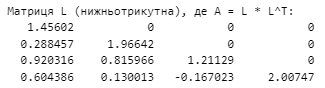 Матриця L (нижньотрикутна), де A = L * L^T:
1.45602 0 0 0
0.288457 1.96642 0 0
0.920316 0.815966 1.21129 0
0.604386 0.130013 -0.167023 2.00747